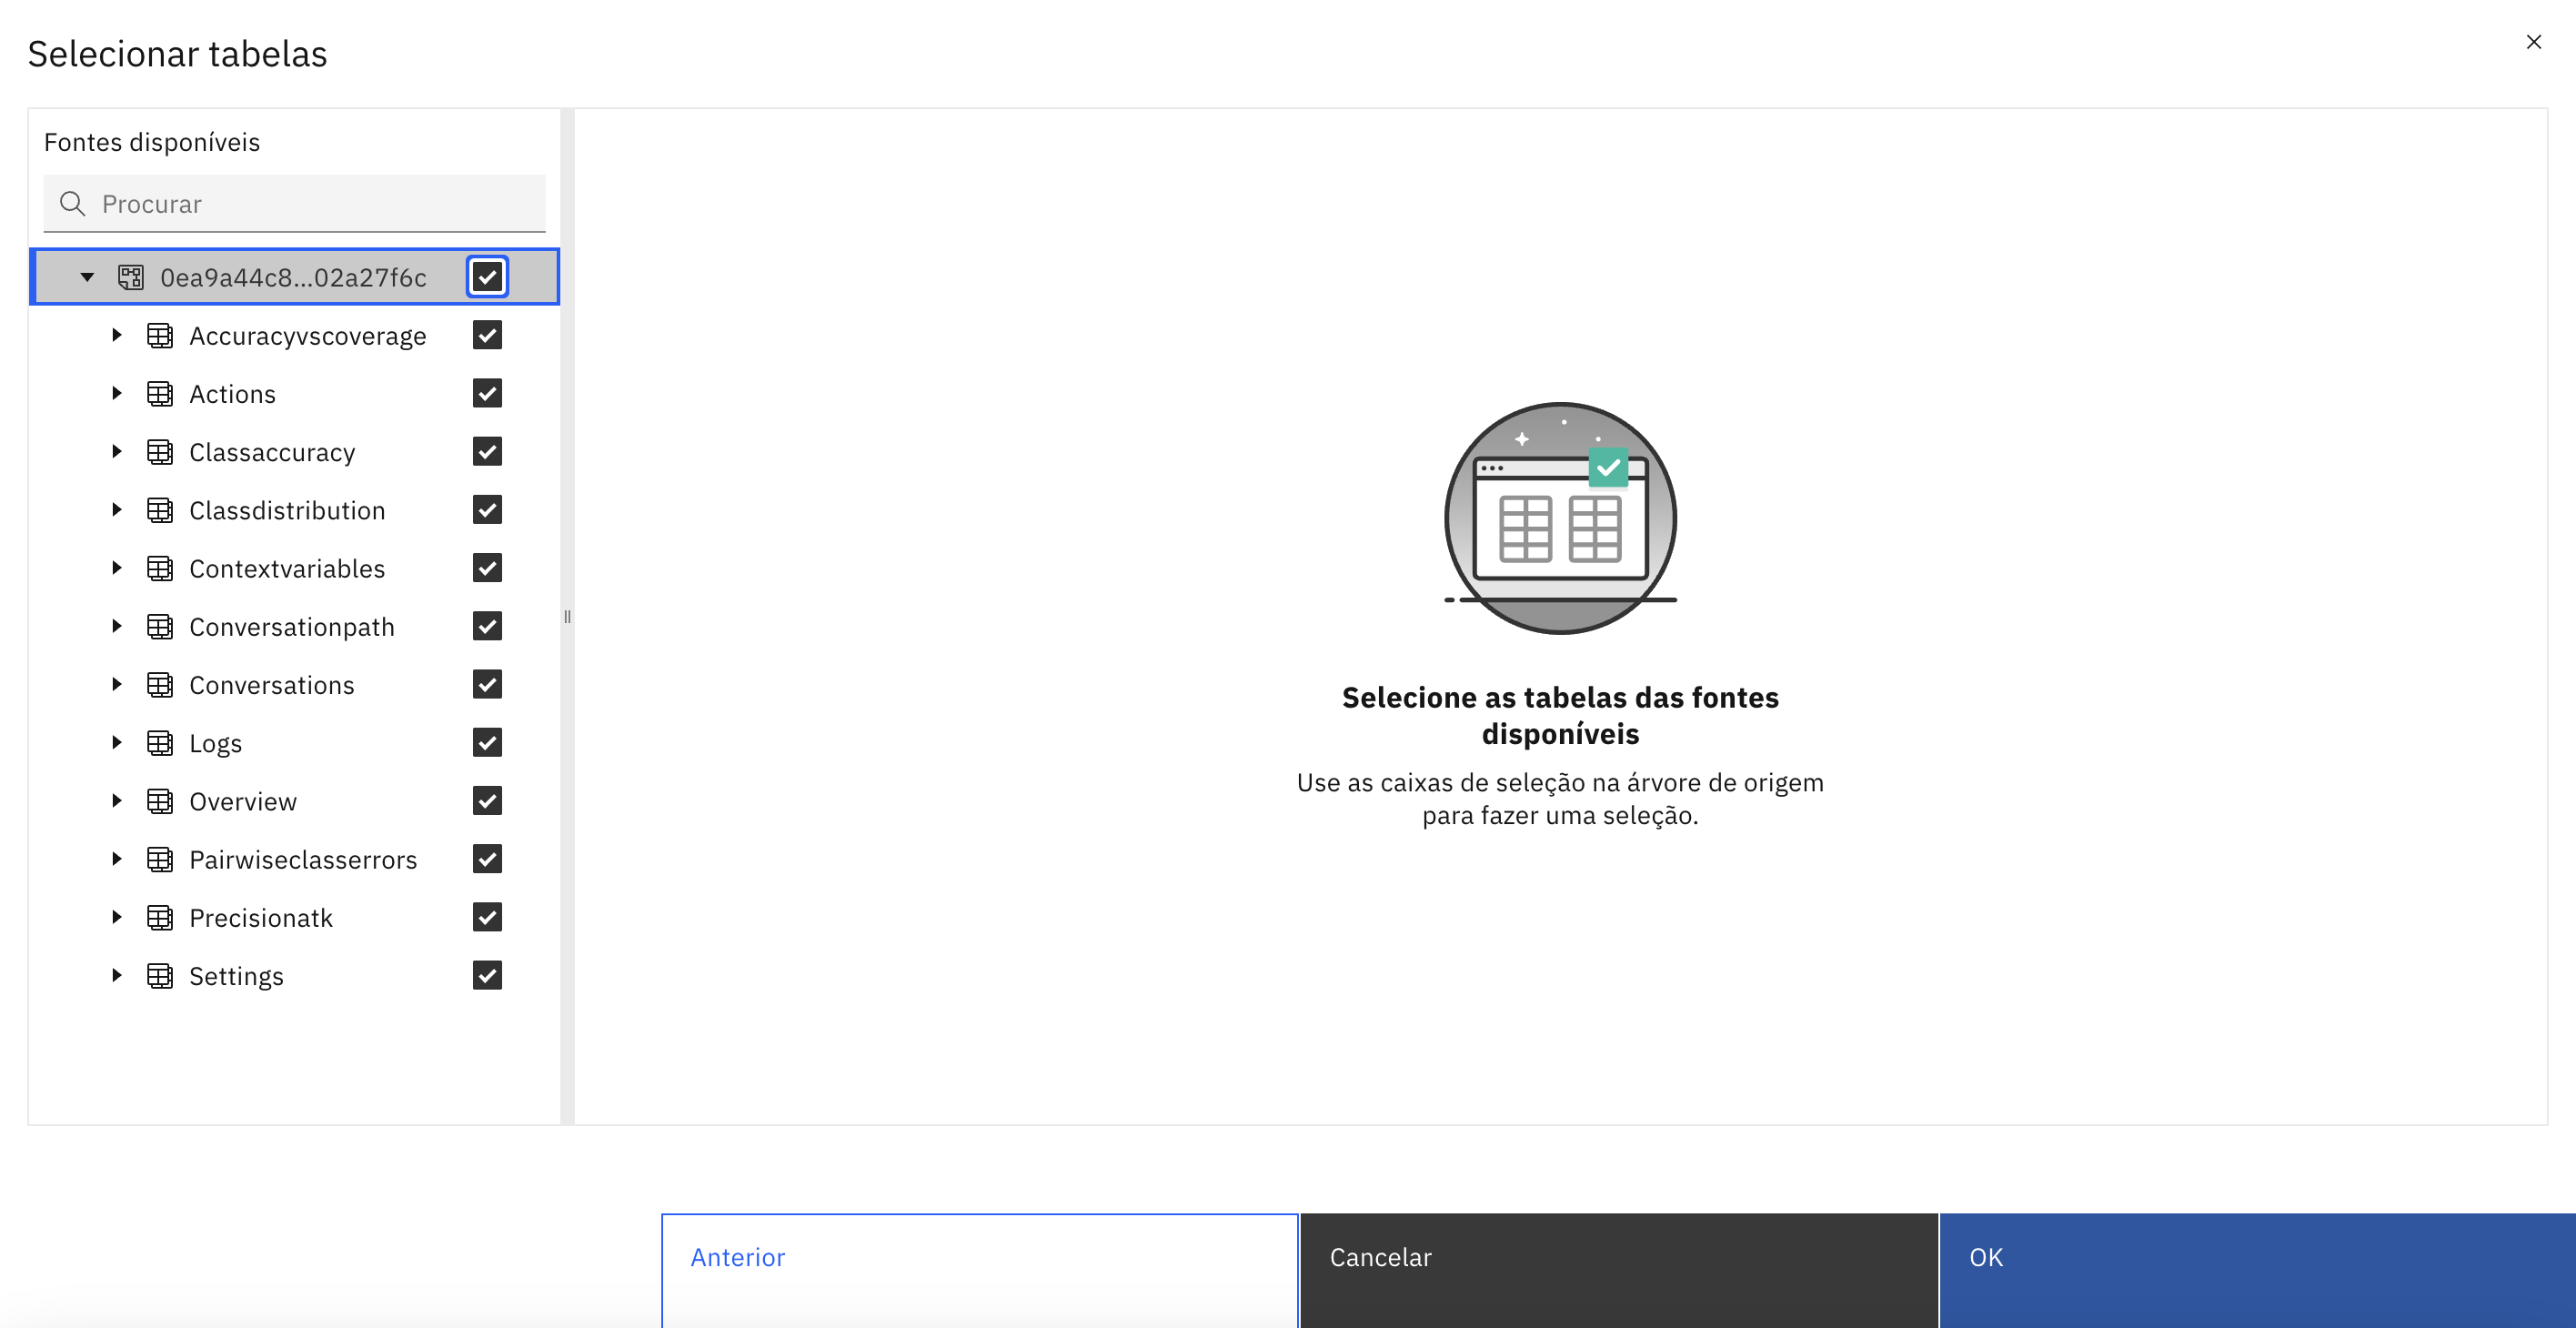 Selecionar tabelas
Fontes disponíveis
Procurar
0ea9a44c8...02a27f6c
Accuracyvscoverage
Actions
Classaccuracy
Classdistribution
Contextvariables
Conversationpath
Conversations
Logs
Overview
Pairwiseclasserrors
Precisionatk
Settings
Selecione as tabelas das fontes
disponíveis
Use as caixas de seleção na árvore de origem
para fazer uma seleção.
Anterior
Cancelar
OK